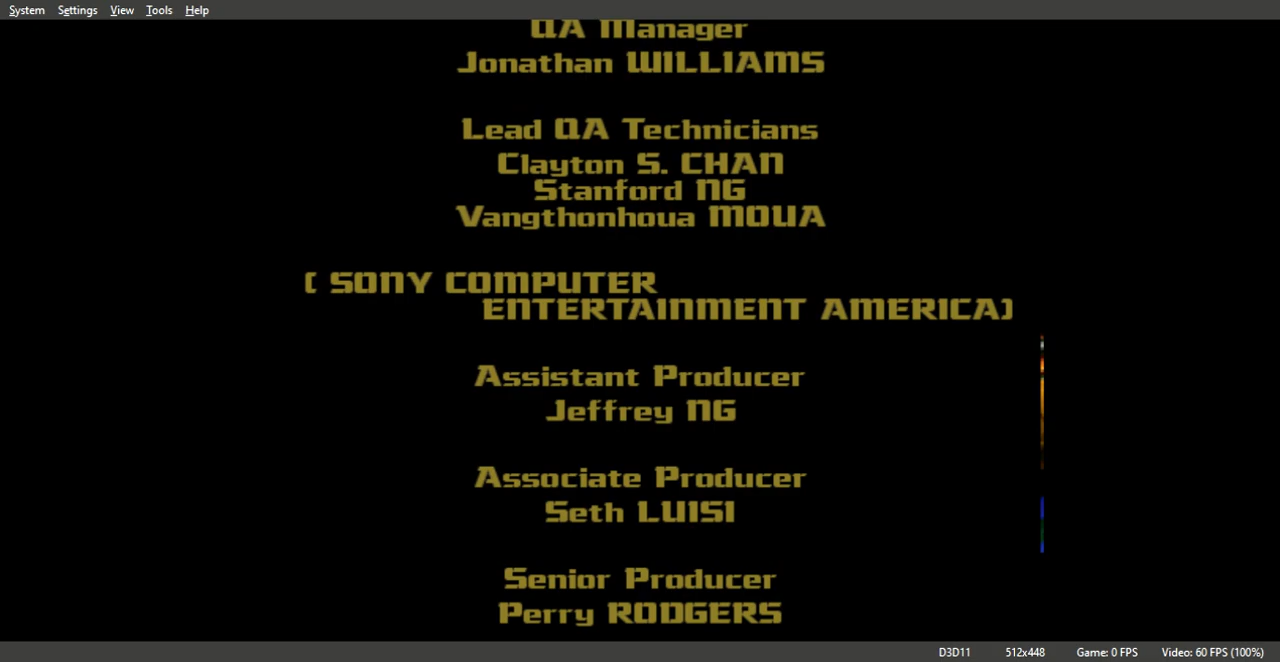 System Settings View Tools Help
QA Manager
Jonathan WILLIAMS
Lead QA Technicians
Clayton S. CHAN
Stanford NG
Vangthonhoua MOUA
[ SONY COMPUTER
ENTERTAINMENT AMERICA]
Assistant Producer
Jeffrey NG
Associate Producer
Seth LUISI
Senior Producer
Perry RODGERS
D3D11 512x448 Game: 0 FPS Video: 60 FPS (100%)